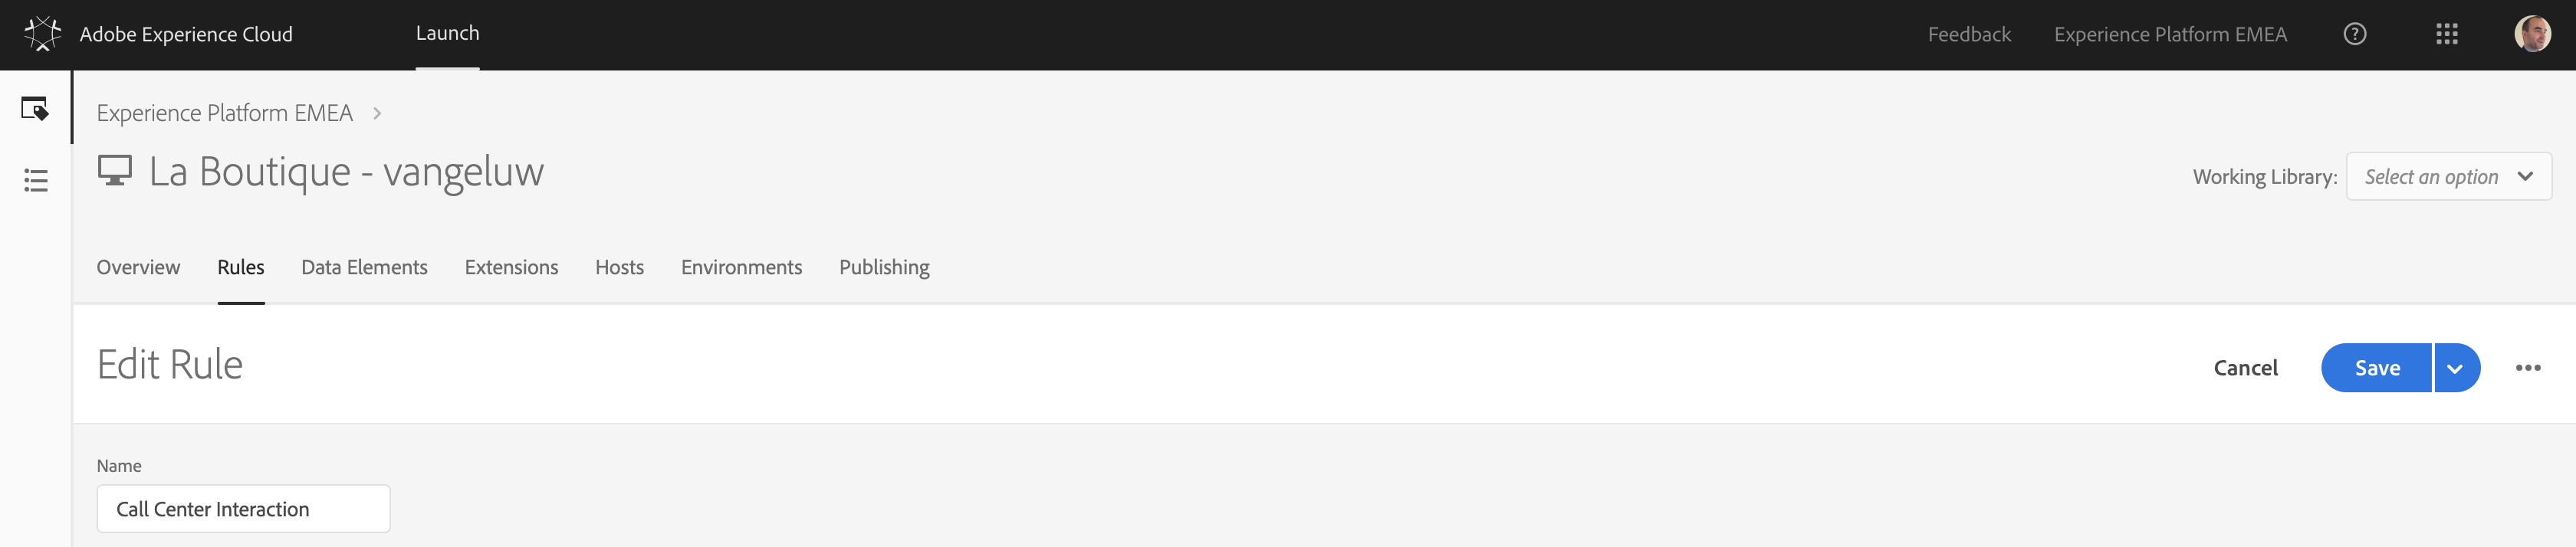 Adobe Experience Cloud
Launch
Feedback
Experience Platform EMEA
Experience Platform EMEA
La Boutique - vangeluw
Working Library: Select an option
Overview Rules Data Elements Extensions Hosts Environments Publishing
Edit Rule
Cancel
Save
Name
Call Center Interaction